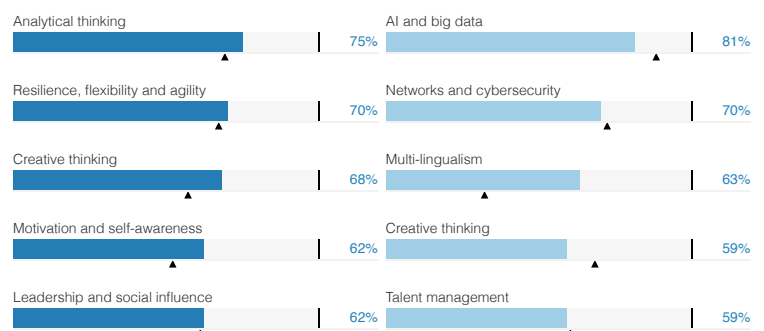 Analytical thinking
75%
Resilience, flexibility and agility
70%
Creative thinking
68%
Motivation and self-awareness
62%
Leadership and social influence
62%
AI and big data
81%
Networks and cybersecurity
70%
Multi-lingualism
63%
Creative thinking
59%
Talent management
59%